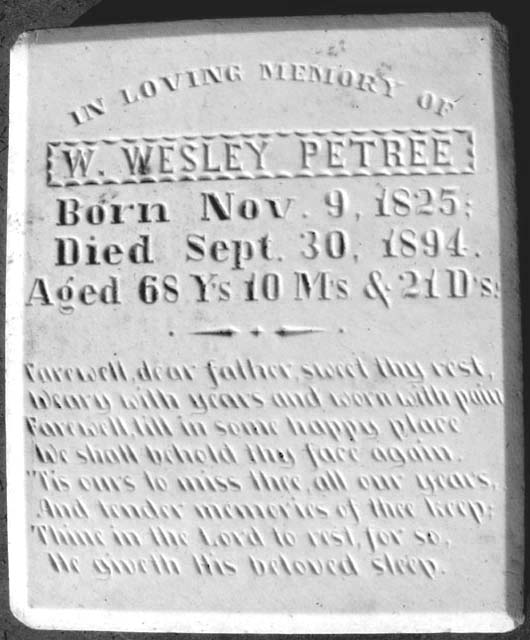 IN LOVING MEMORY OF
W. WESLEY PETREE
Born Nov. 9, 1825;
Died Sept. 30, 1894.
Aged 68 Y's 10 M's & 21 D's.
Farewell, dear father, sweet thy rest,
Weary with years and worn with pain
Farewell, till in some happy place
We shall behold thy face again.
'Tis ours to miss thee, all our years,
And tender memories of thee keep;
Thine in the Lord to rest, for so,
He giveth His beloved sleep.